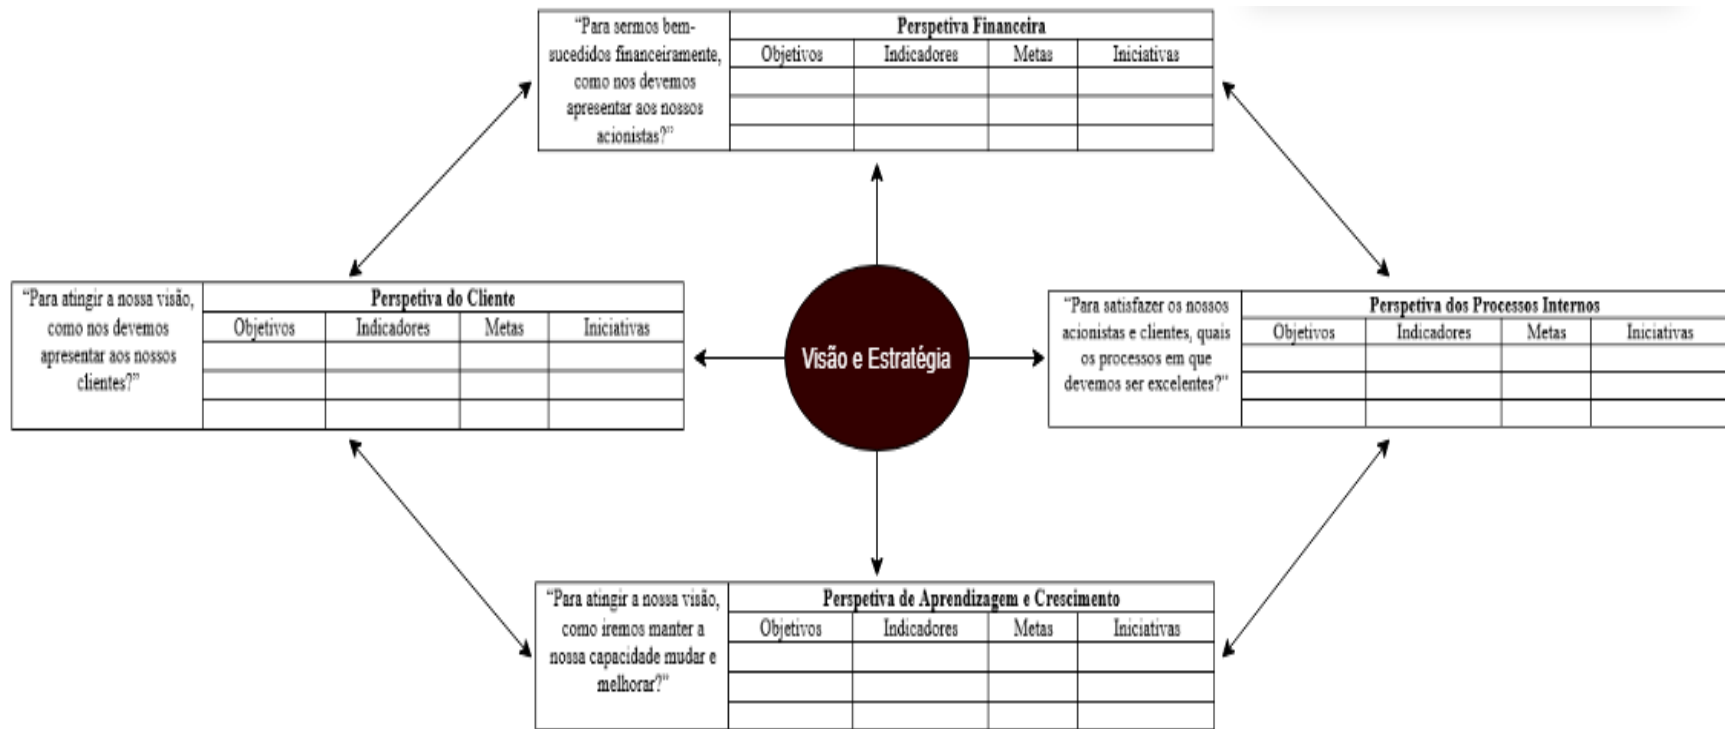 “Para sermos bem-
sucedidos financeiramente,
como nos devemos
apresentar aos nossos
acionistas?”
Perspetiva Financeira
Objetivos Indicadores Metas Iniciativas
“Para atingir a nossa visão,
como nos devemos
apresentar aos nossos
clientes?”
Perspetiva do Cliente
Objetivos Indicadores Metas Iniciativas
Visão e Estratégia
“Para satisfazer os nossos
acionistas e clientes, quais
os processos em que
devemos ser excelentes?”
Perspetiva dos Processos Internos
Objetivos Indicadores Metas Iniciativas
“Para atingir a nossa visão,
como iremos manter a
nossa capacidade mudar e
melhorar?”
Perspetiva de Aprendizagem e Crescimento
Objetivos Indicadores Metas Iniciativas